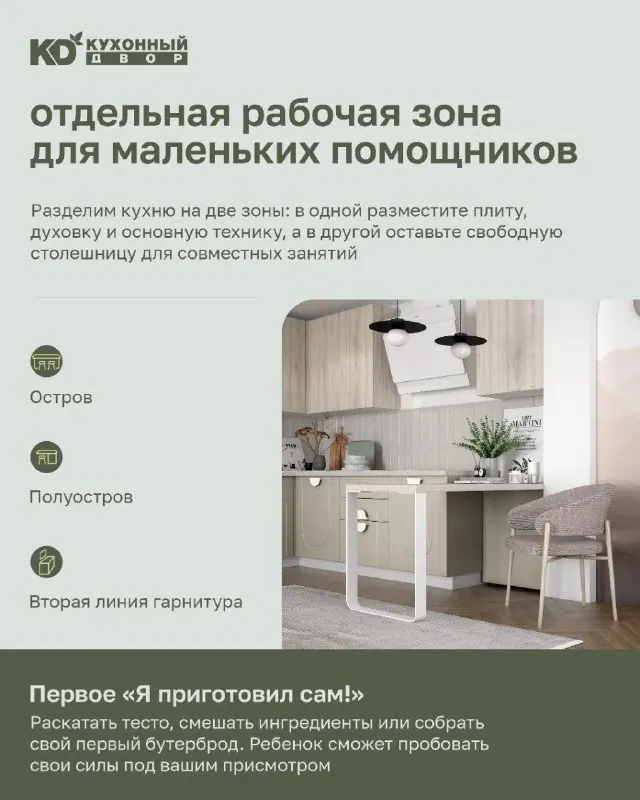 KD КУХОННЫЙ
ДВОР
отдельная рабочая зона
для маленьких помощников
Разделим кухню на две зоны: в одной разместите плиту,
духовку и основную технику, а в другой оставьте свободную
столешницу для совместных занятий
Остров
Полуостров
Вторая линия гарнитура
MARTINI
Первое «Я приготовил сам!»
Раскатать тесто, смешать ингредиенты или собрать
свой первый бутерброд. Ребенок сможет пробовать
свои силы под вашим присмотром